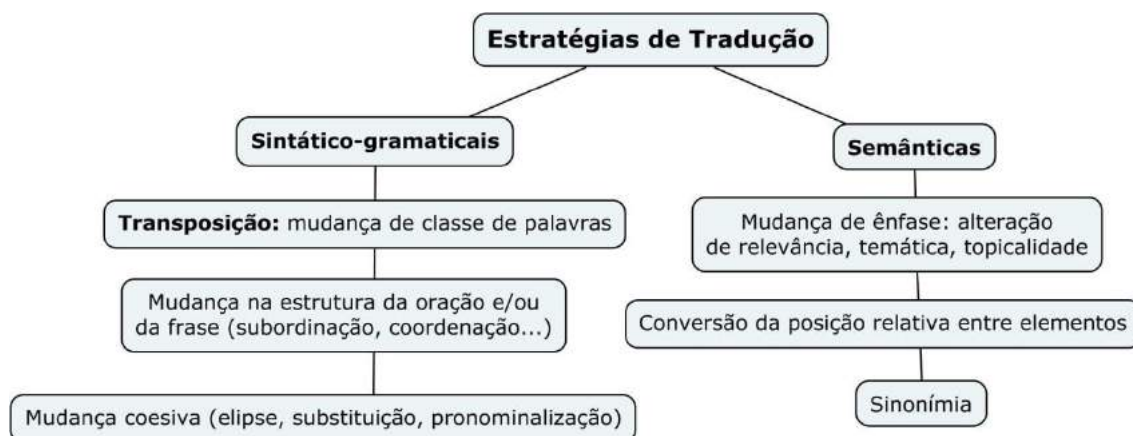 Estratégias de Tradução
Sintático-gramaticais
Transposição: mudança de classe de palavras
Mudança na estrutura da oração e/ou
da frase (subordinação, coordenação...)
Mudança coesiva (elipse, substituição, pronominalização)
Semânticas
Mudança de ênfase: alteração
de relevância, temática, topicalidade
Conversão da posição relativa entre elementos
Sinonímia